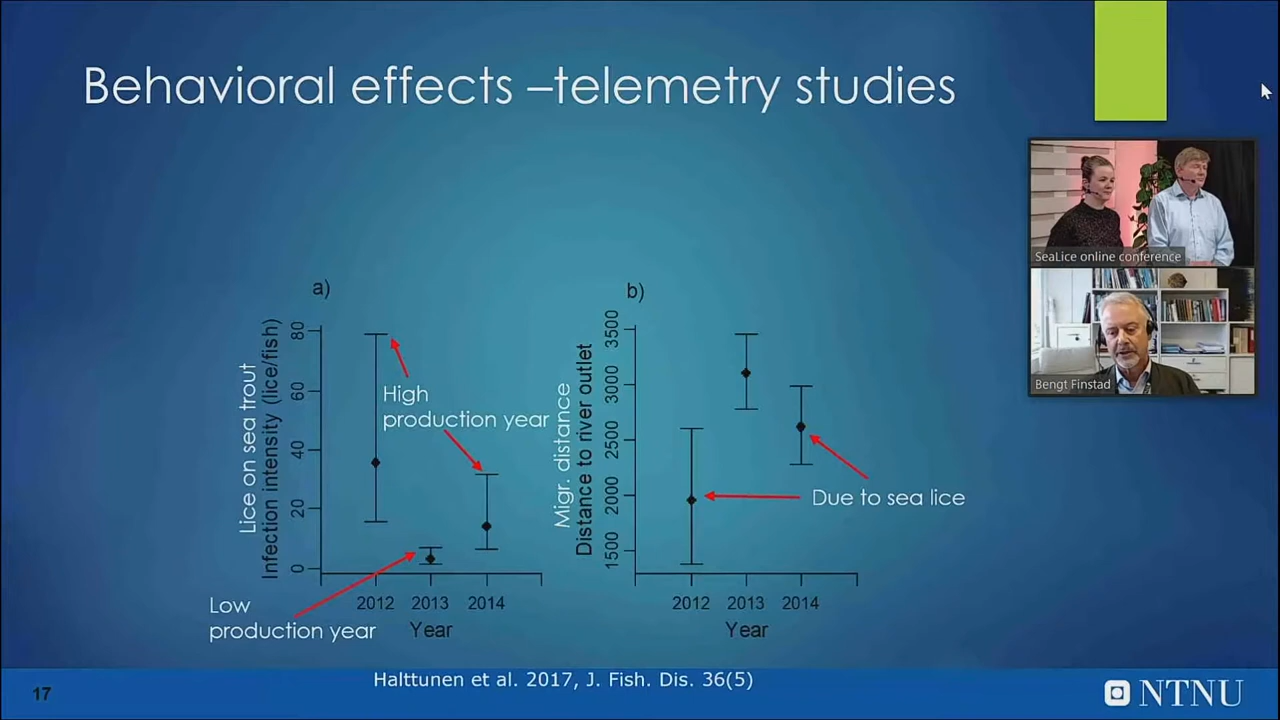 Behavioral effects –telemetry studies
SeaLice online conference
Bengt Finstad
a)
Lice on sea trout
Infection intensity (lice/fish)
80
60
40
20
0
High
production year
Low
production year
2012 2013 2014
Year
b)
Migr. distance
Distance to river outlet
3500
3000
2500
2000
1500
Due to sea lice
2012 2013 2014
Year
Halttunen et al. 2017, J. Fish. Dis. 36(5)
17
NTNU